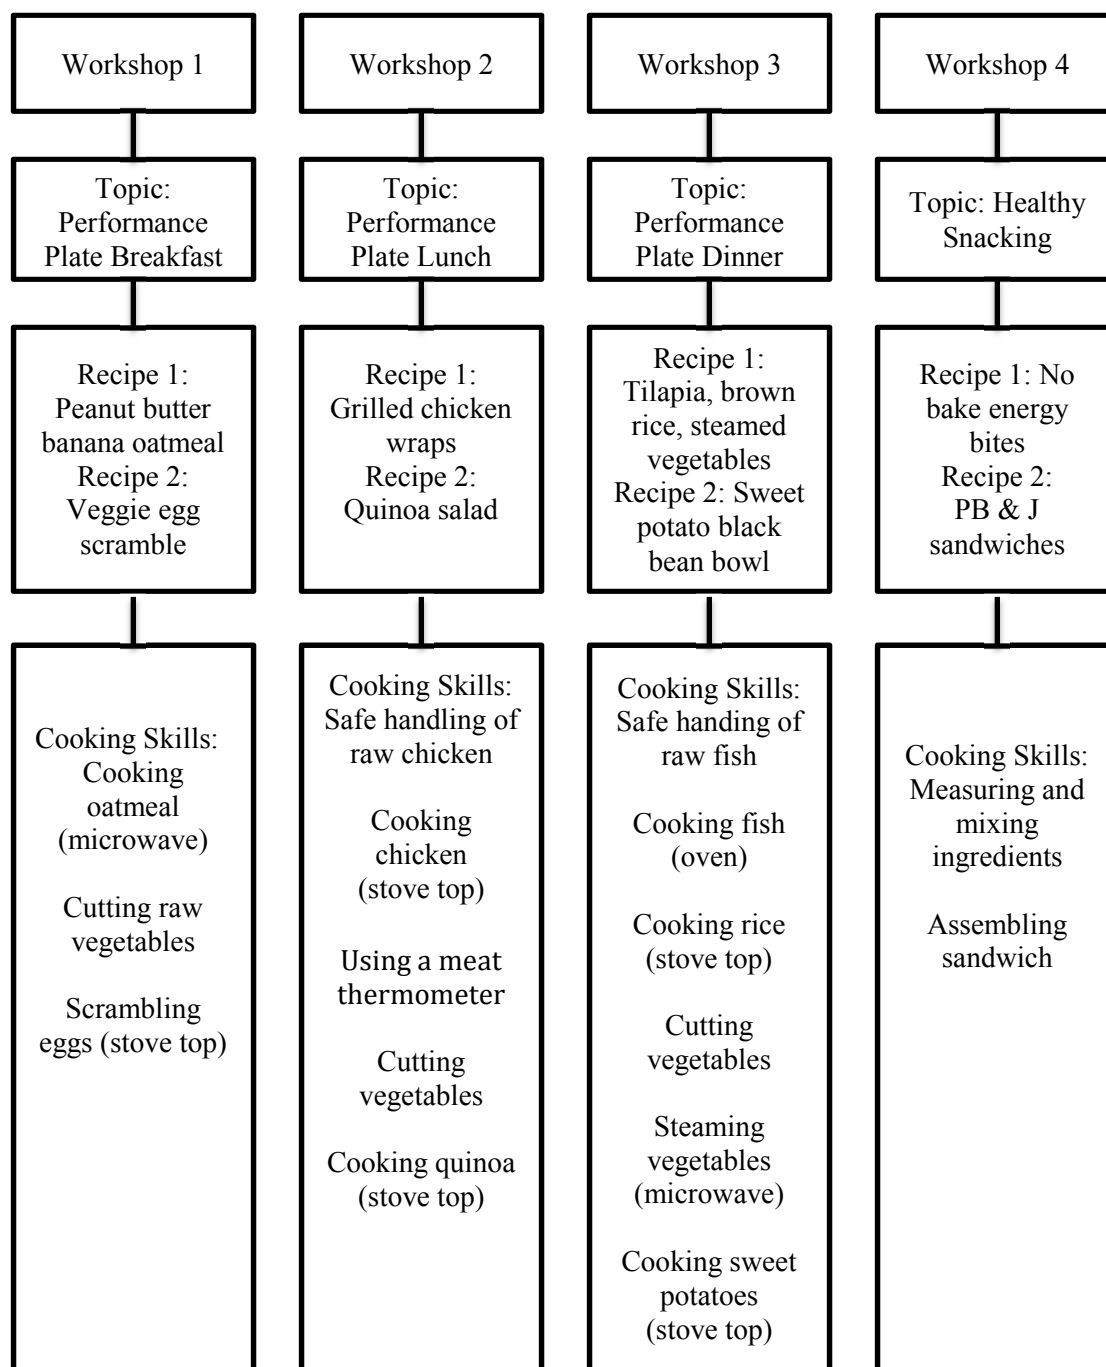 Workshop 1
Workshop 2
Workshop 3
Workshop 4
Topic:
Performance
Plate Breakfast
Topic:
Performance
Plate Lunch
Topic:
Performance
Plate Dinner
Topic: Healthy
Snacking
Recipe 1:
Peanut butter
banana oatmeal
Recipe 2:
Veggie egg
scramble
Recipe 1:
Grilled chicken
wraps
Recipe 2:
Quinoa salad
Recipe 1:
Tilapia, brown
rice, steamed
vegetables
Recipe 2: Sweet
potato black
bean bowl
Recipe 1: No
bake energy
bites
Recipe 2:
PB & J
sandwiches
Cooking Skills:
Cooking
oatmeal
(microwave)
Cutting raw
vegetables
Scrambling
eggs (stove top)
Cooking Skills:
Safe handling of
raw chicken
Cooking
chicken
(stove top)
Using a meat
thermometer
Cutting
vegetables
Cooking quinoa
(stove top)
Cooking Skills:
Safe handing of
raw fish
Cooking fish
(oven)
Cooking rice
(stove top)
Cutting
vegetables
Steaming
vegetables
(microwave)
Cooking sweet
potatoes
(stove top)
Cooking Skills:
Measuring and
mixing
ingredients
Assembling
sandwich